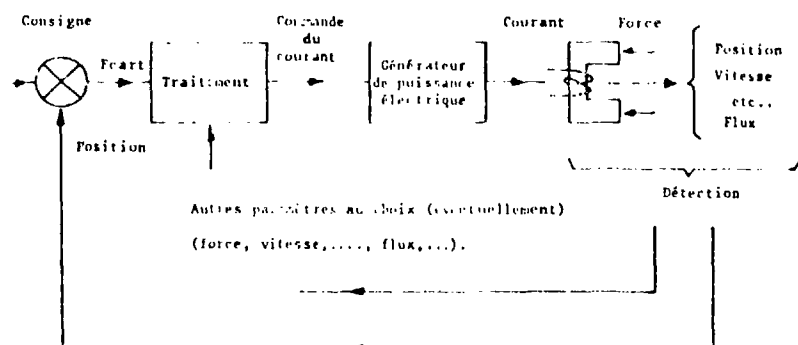 Consigne
Commande
du
courant
Courant
Force
Ecart
Traitement
Générateur
de puissance
électrique
Position
Vitesse
etc..
Flux
Position
Détection
Autres paramètres au choix (éventuellement)
(force, vitesse,...., flux,...).